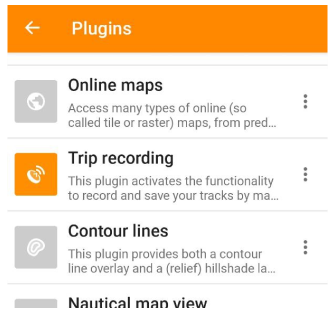 Plugins
Online maps
Access many types of online (so
called tile or raster) maps, from pred...
Trip recording
This plugin activates the functionality
to record and save your tracks by ma...
Contour lines
This plugin provides both a contour
line overlay and a (relief) hillshade la...
Nautical map view